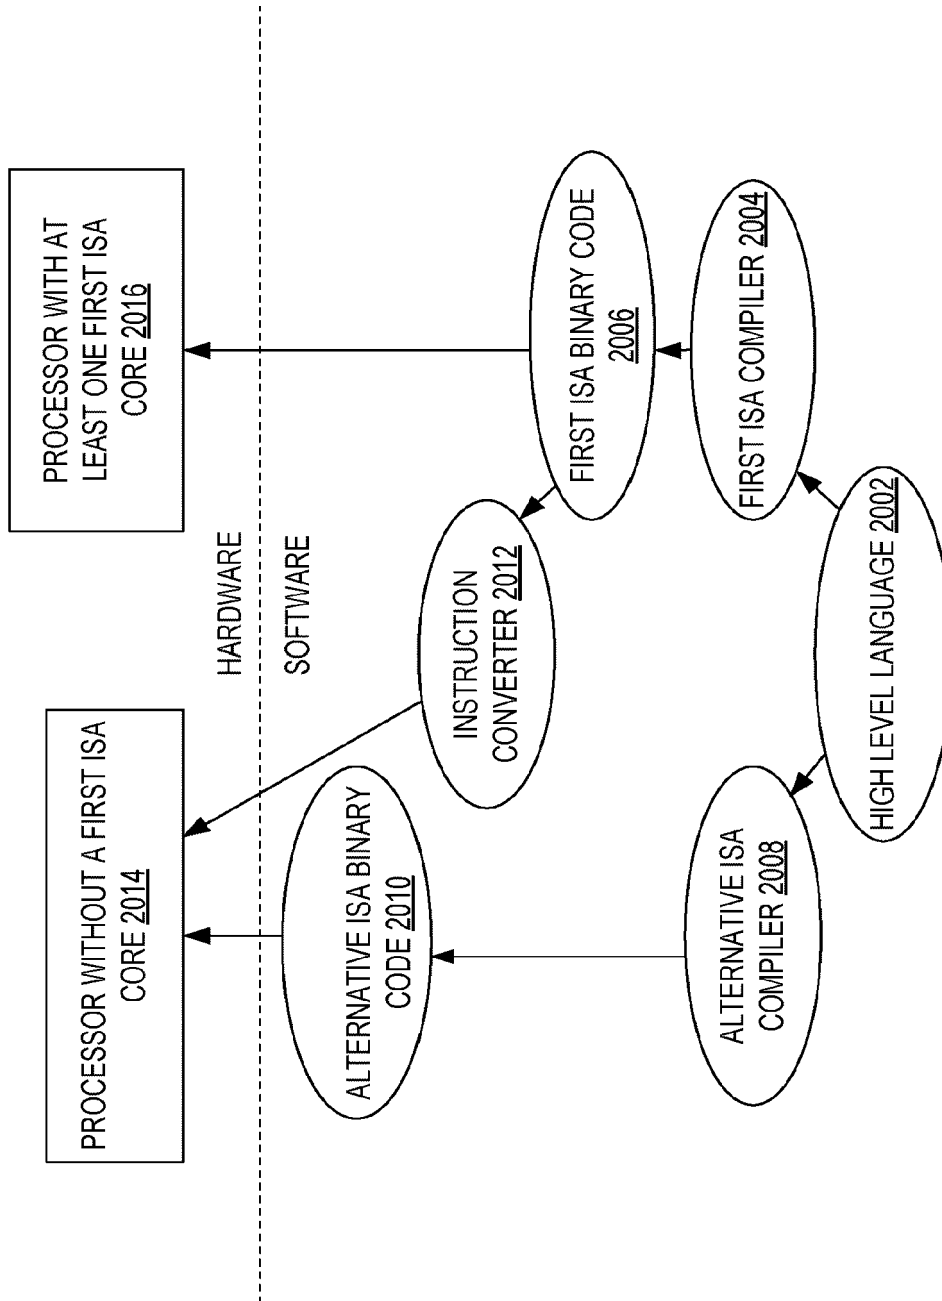 PROCESSOR WITHOUT A FIRST ISA
CORE 2014
PROCESSOR WITH AT
LEAST ONE FIRST ISA
CORE 2016
HARDWARE
SOFTWARE
ALTERNATIVE ISA BINARY
CODE 2010
INSTRUCTION
CONVERTER 2012
FIRST ISA BINARY CODE
2006
ALTERNATIVE ISA
COMPILER 2008
FIRST ISA COMPILER 2004
HIGH LEVEL LANGUAGE 2002